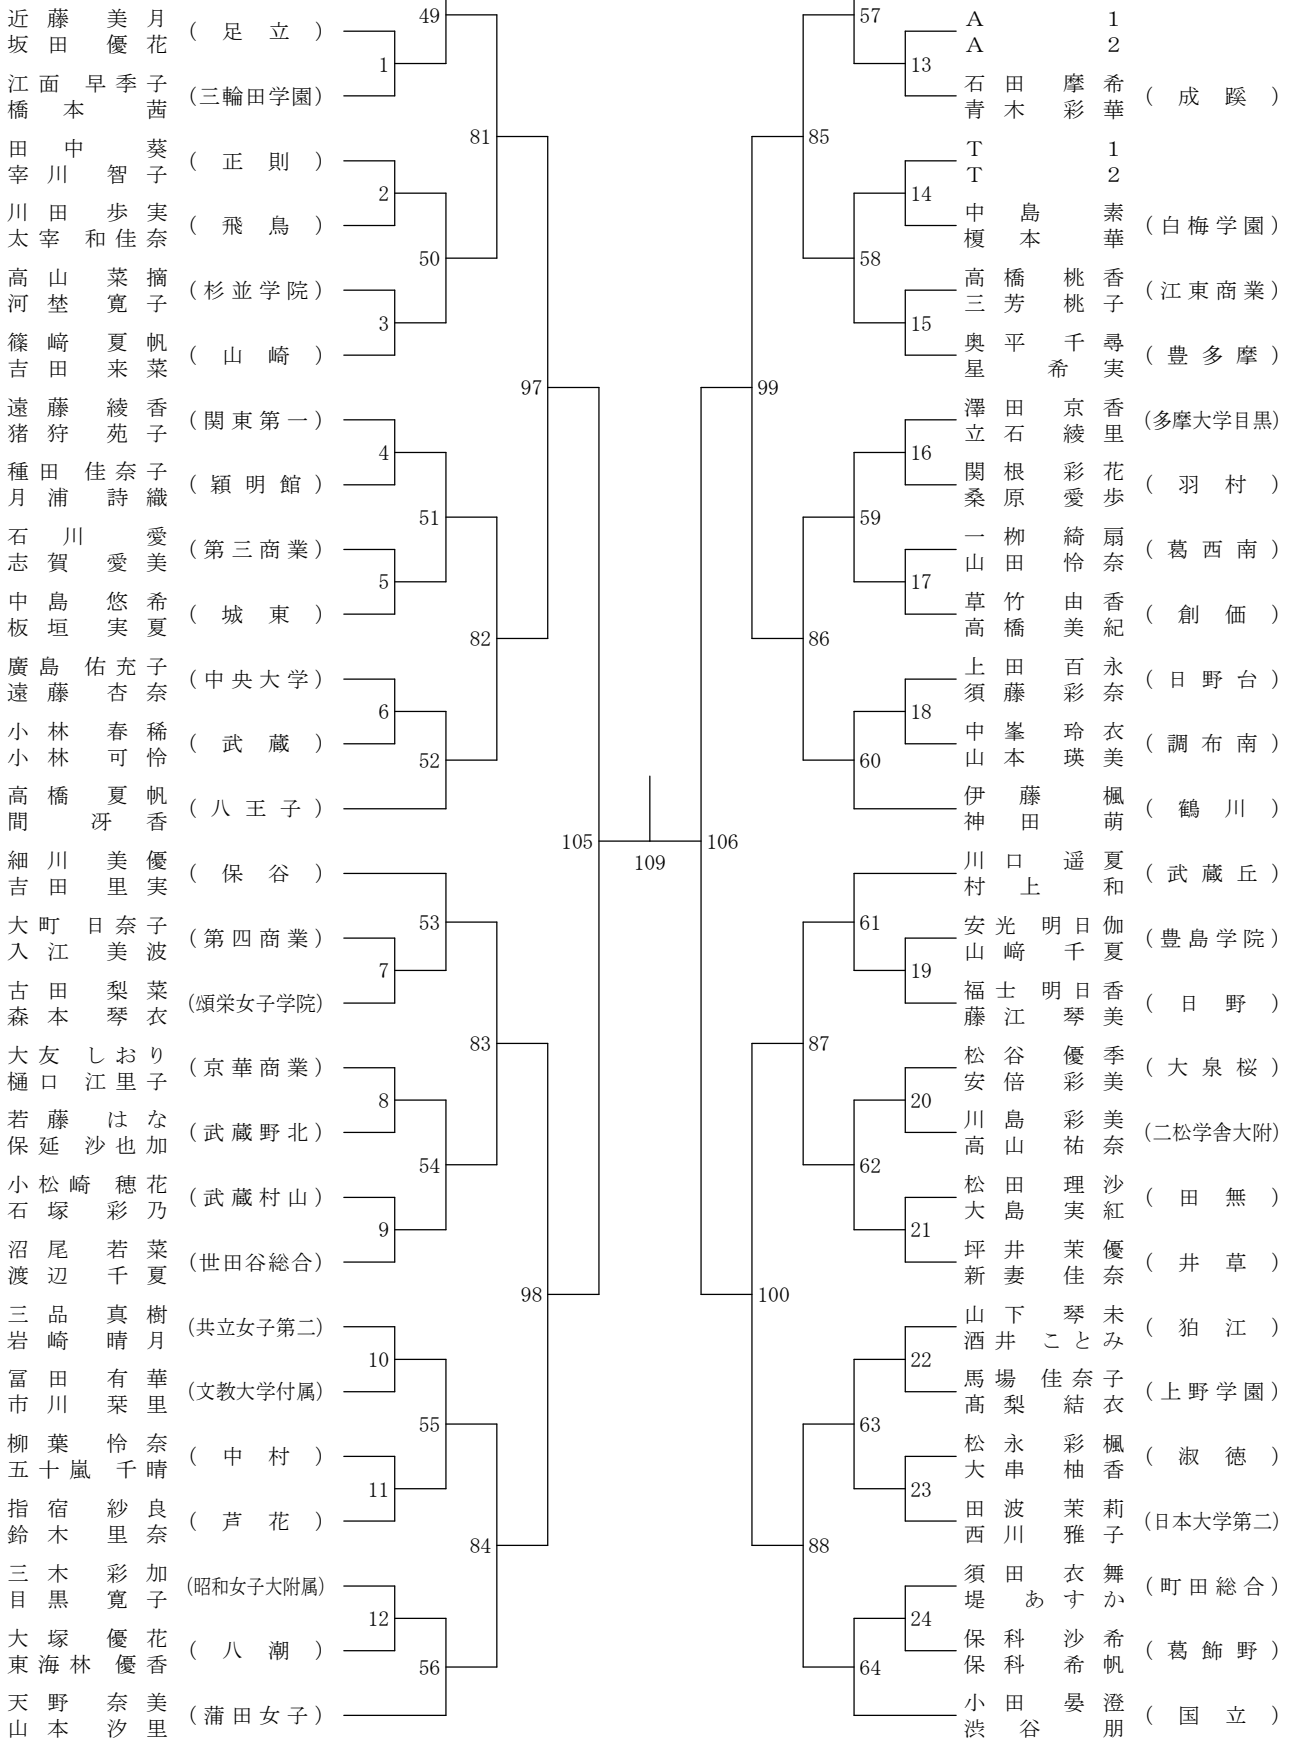 近藤 美月
坂田 優花
(足立)
江面 早季子
橋本 茜
(三輪田学園)
田中 葵
宰川 智子
(正則)
川田 歩実
太宰 和佳奈
(飛鳥)
高山 菜摘
河埜 寛子
(杉並学院)
篠﨑 夏帆
吉田 来菜
(山崎)
遠藤 綾香
猪狩 苑子
(関東第一)
種田 佳奈子
月浦 詩織
(穎明館)
石川 愛
志賀 愛美
(第三商業)
中島 悠希
板垣 実夏
(城東)
廣島 佑充子
遠藤 杏奈
(中央大学)
小林 春稀
小林 可怜
(武蔵)
高橋 夏帆
間 冴香
(八王子)
細川 美優
吉田 里実
(保谷)
大町 日奈子
入江 美波
(第四商業)
古田 梨菜
森本 琴衣
(頌栄女子学院)
大友 しおり
樋口 江里子
(京華商業)
若藤 はな
保延 沙也加
(武蔵野北)
小松崎 穂花
石塚 彩乃
(武蔵村山)
沼尾 若菜
渡辺 千夏
(世田谷総合)
三品 真樹
岩崎 晴月
(共立女子第二)
冨田 有華
市川 栞里
(文教大学付属)
柳葉 怜奈
五十嵐 千晴
(中村)
指宿 紗良
鈴木 里奈
(芦花)
三木 彩加
目黒 寛子
(昭和女子大附属)
大塚 優花
東海林 優香
(八潮)
天野 奈美
山本 汐里
(蒲田女子)
1
2
3
4
5
6
7
8
9
10
11
12
49
50
51
52
53
54
55
56
81
82
83
84
97
98
105
109
106
99
100
85
86
87
88
57
58
59
60
61
62
63
64
13
14
15
16
17
18
19
20
21
22
23
24
A 1
A 2
石田 摩希
青木 彩華
(成蹊)
T 1
T 2
中島 素
榎本 華
(白梅学園)
高橋 桃香
三芳 桃子
(江東商業)
奥平 千尋
星 希実
(豊多摩)
澤田 京香
立石 綾里
(多摩大学目黒)
関根 彩花
桑原 愛歩
(羽村)
一栁 綺扇
山田 怜奈
(葛西南)
草竹 由香
高橋 美紀
(創価)
上田 百永
須藤 彩奈
(日野台)
中峯 玲衣
山本 瑛美
(調布南)
伊藤 楓
神田 萌
(鶴川)
川口 遥夏
村上 和
(武蔵丘)
安光 明日伽
山﨑 千夏
(豊島学院)
福士 明日香
藤江 琴美
(日野)
松谷 優季
安倍 彩美
(大泉桜)
川島 彩美
高山 祐奈
(二松学舎大附)
松田 理沙
大島 実紅
(田無)
坪井 茉優
新妻 佳奈
(井草)
山下 琴未
酒井 ことみ
(狛江)
馬場 佳奈子
髙梨 結衣
(上野学園)
松永 彩楓
大串 柚香
(淑徳)
田波 茉莉
西川 雅子
(日本大学第二)
須田 衣舞
堤 あすか
(町田総合)
保科 沙希
保科 希帆
(葛飾野)
小田 晏澄
渋谷 朋
(国立)